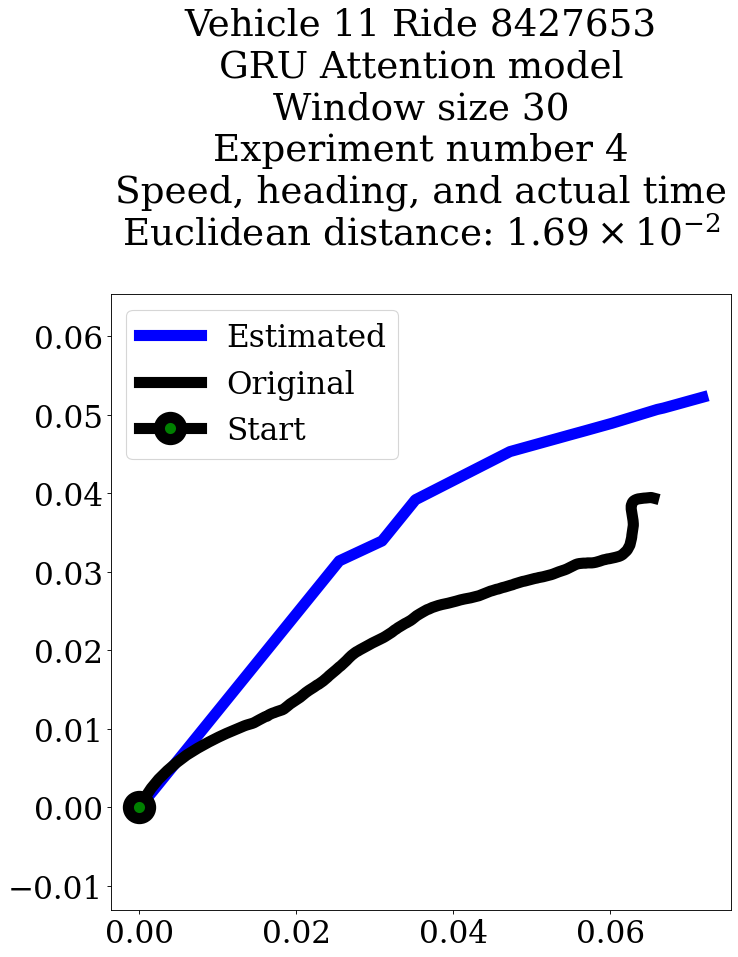 Vehicle 11 Ride 8427653
GRU Attention model
Window size 30
Experiment number 4
Speed, heading, and actual time
Euclidean distance: 1.69 × 10⁻²
Estimated
Original
Start
0.06
0.05
0.04
0.03
0.02
0.01
0.00
−0.01
0.00 0.02 0.04 0.06